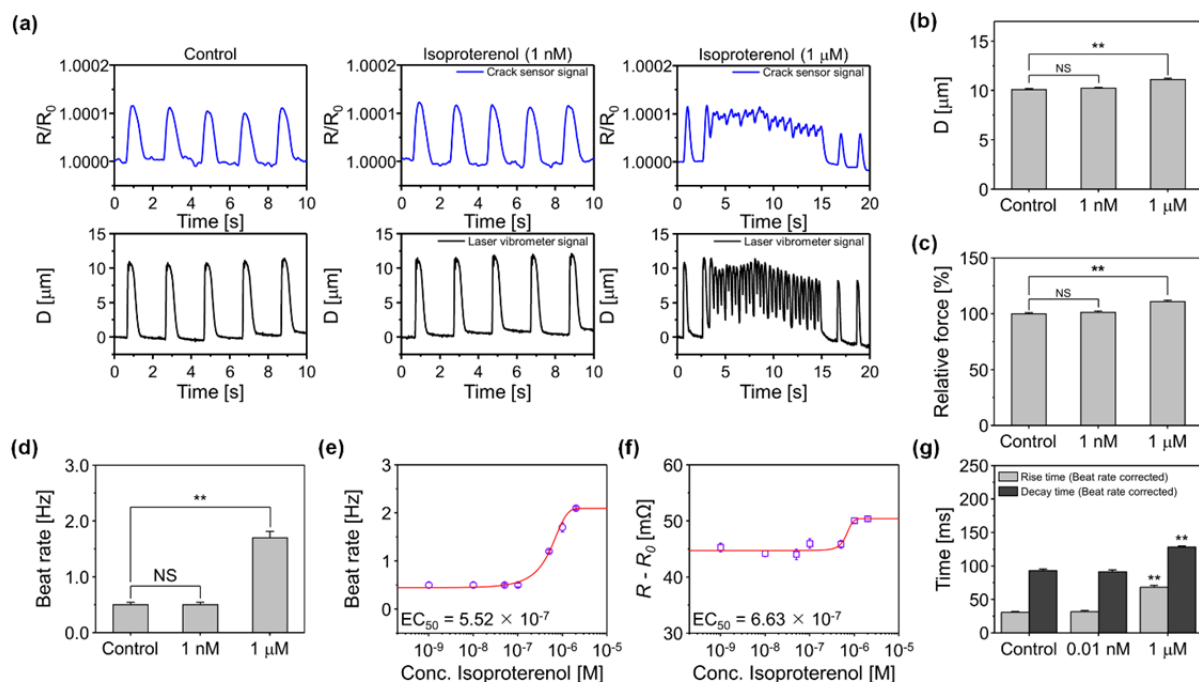 (a)
Control
1.0002
1.0001
1.0000
R/R0
0 2 4 6 8 10
Time [s]
Isoproterenol (1 nM)
Crack sensor signal
1.0002
1.0001
1.0000
R/R0
0 2 4 6 8 10
Time [s]
Isoproterenol (1 μM)
Crack sensor signal
1.0002
1.0001
1.0000
R/R0
0 5 10 15 20
Time [s]
15
10
5
0
D [μm]
0 2 4 6 8 10
Time [s]
Laser vibrometer signal
15
10
5
0
D [μm]
0 2 4 6 8 10
Time [s]
Laser vibrometer signal
15
10
5
0
D [μm]
0 5 10 15 20
Time [s]
(b)
15
10
5
0
D [μm]
**
NS
Control 1 nM 1 μM
(c)
150
100
50
0
Relative force [%]
**
NS
Control 1 nM 1 μM
(d)
3.0
2.4
1.8
1.2
0.6
0.0
Beat rate [Hz]
**
NS
Control 1 nM 1 μM
(e)
3
2
1
0
Beat rate [Hz]
EC50 = 5.52 × 10-7
10-9 10-8 10-7 10-6 10-5
Conc. Isoproterenol [M]
(f)
60
50
40
30
R - R0 [mΩ]
EC50 = 6.63 × 10-7
10-9 10-8 10-7 10-6 10-5
Conc. Isoproterenol [M]
(g)
250
200
150
100
50
0
Time [ms]
Rise time (Beat rate corrected)
Decay time (Beat rate corrected)
**
**
Control 0.01 nM 1 μM